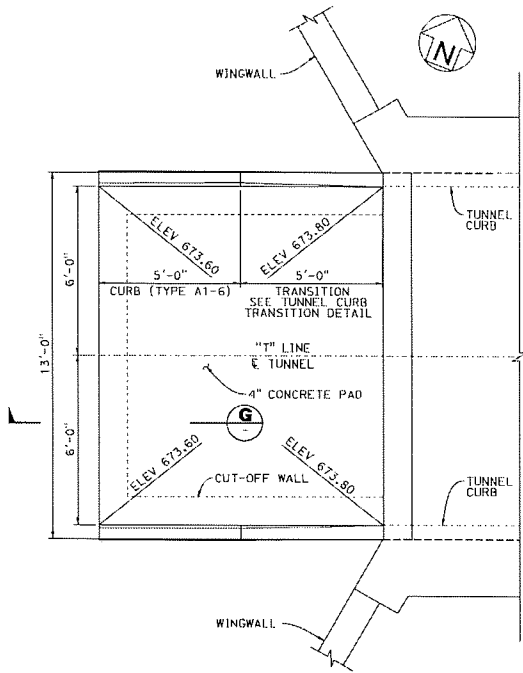 WINGWALL
N
TUNNEL
CURB
ELEV 673.60
ELEV 673.80
6'-0"
5'-0"
5'-0"
CURB (TYPE A1-6)
TRANSITION
SEE TUNNEL CURB
TRANSITION DETAIL
13'-0"
"T" LINE
℄ TUNNEL
4" CONCRETE PAD
G
-
6'-0"
ELEV 673.60
ELEV 673.80
CUT-OFF WALL
TUNNEL
CURB
WINGWALL